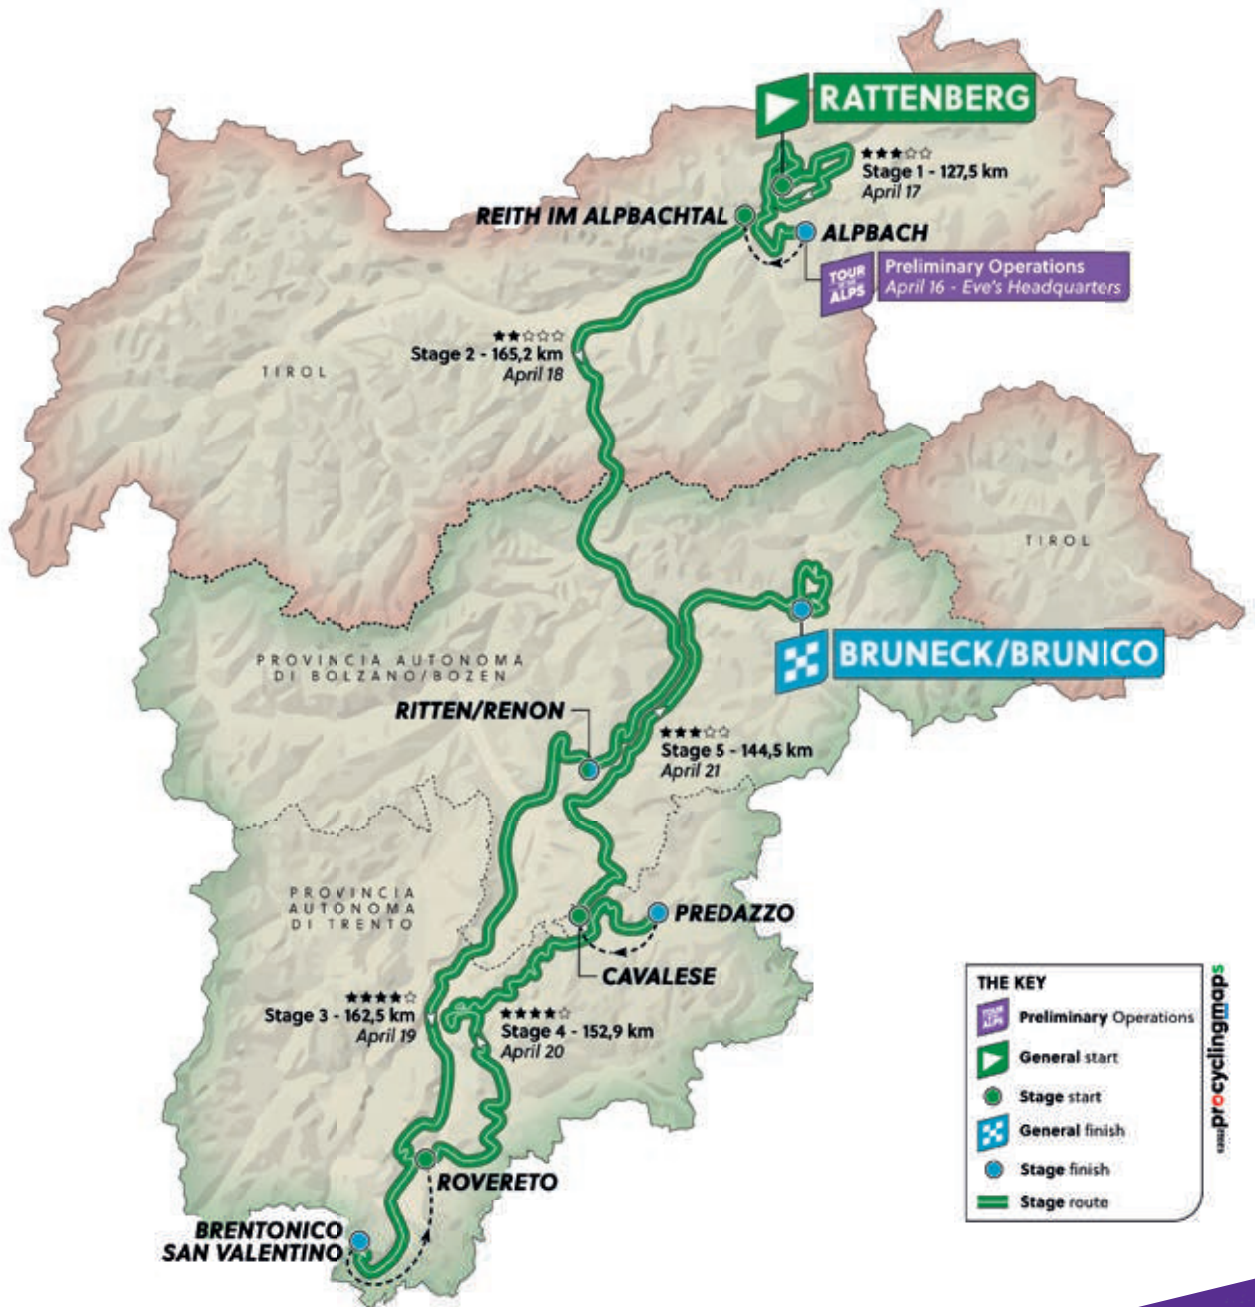 RATTENBERG
★★★☆☆
Stage 1 - 127,5 km
April 17
REITH IM ALPBACHTAL
ALPBACH
TOUR
OF THE
ALPS
Preliminary Operations
April 16 - Eve's Headquarters
★★☆☆☆
Stage 2 - 165,2 km
April 18
TIROL
TIROL
PROVINCIA AUTONOMA
DI BOLZANO/BOZEN
BRUNECK/BRUNICO
RITTEN/RENON
★★★☆☆
Stage 5 - 144,5 km
April 21
PROVINCIA
AUTONOMA
DI TRENTO
PREDAZZO
CAVALESE
★★★★☆
Stage 3 - 162,5 km
April 19
★★★★☆
Stage 4 - 152,9 km
April 20
ROVERETO
BRENTONICO
SAN VALENTINO
THE KEY
TOUR
ALPS
Preliminary Operations
General start
Stage start
General finish
Stage finish
Stage route
procyclingmaps